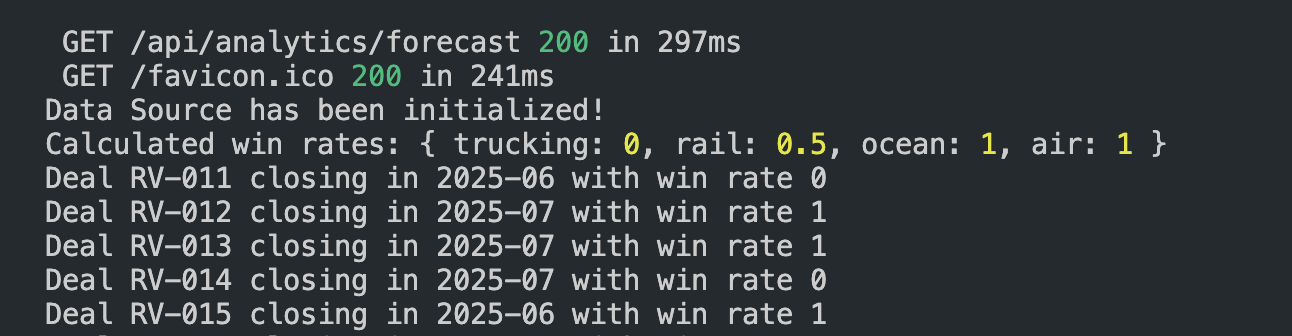 GET /api/analytics/forecast 200 in 297ms
GET /favicon.ico 200 in 241ms
Data Source has been initialized!
Calculated win rates: { trucking: 0, rail: 0.5, ocean: 1, air: 1 }
Deal RV-011 closing in 2025-06 with win rate 0
Deal RV-012 closing in 2025-07 with win rate 1
Deal RV-013 closing in 2025-07 with win rate 1
Deal RV-014 closing in 2025-07 with win rate 0
Deal RV-015 closing in 2025-06 with win rate 1